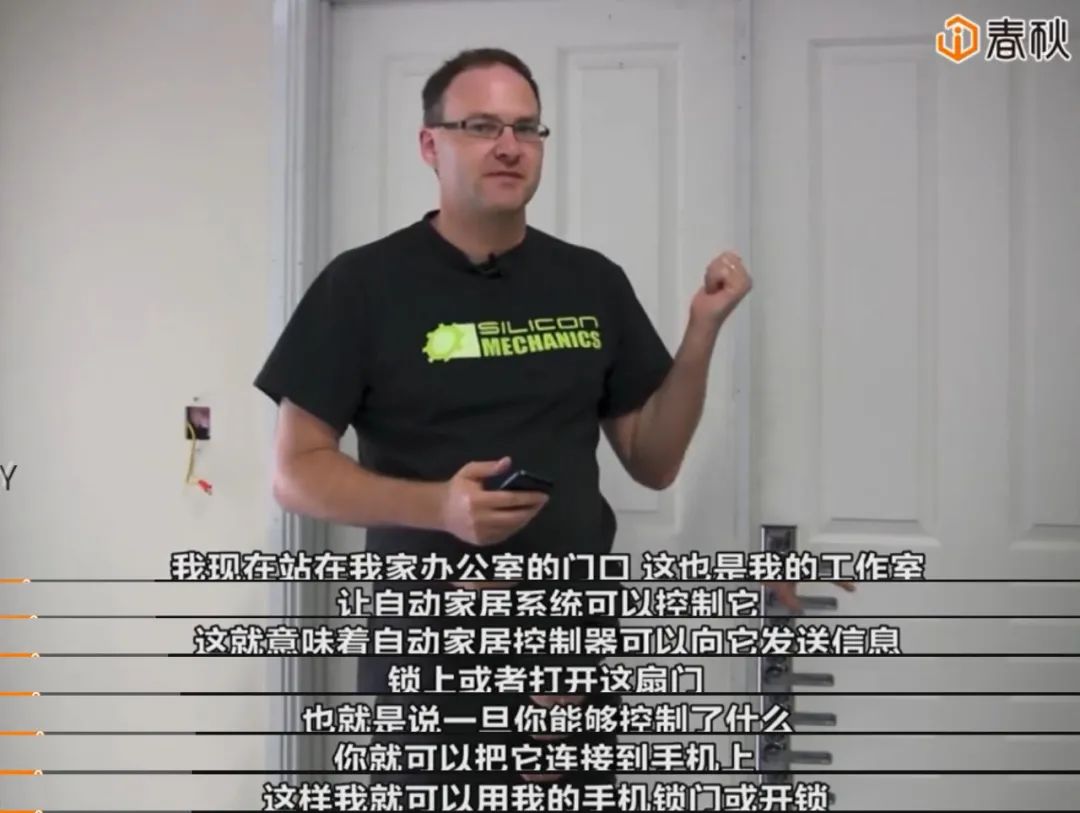 春秋
SILICON
MECHANICS
Y
我现在站在我家办公室的门口 这也是我的工作室
让自动家居系统可以控制它
这就意味着自动家居控制器可以向它发送信息
锁上或者打开这扇门
也就是说一旦你能够控制了什么
你就可以把它连接到手机上
这样我就可以用我的手机锁门或开锁